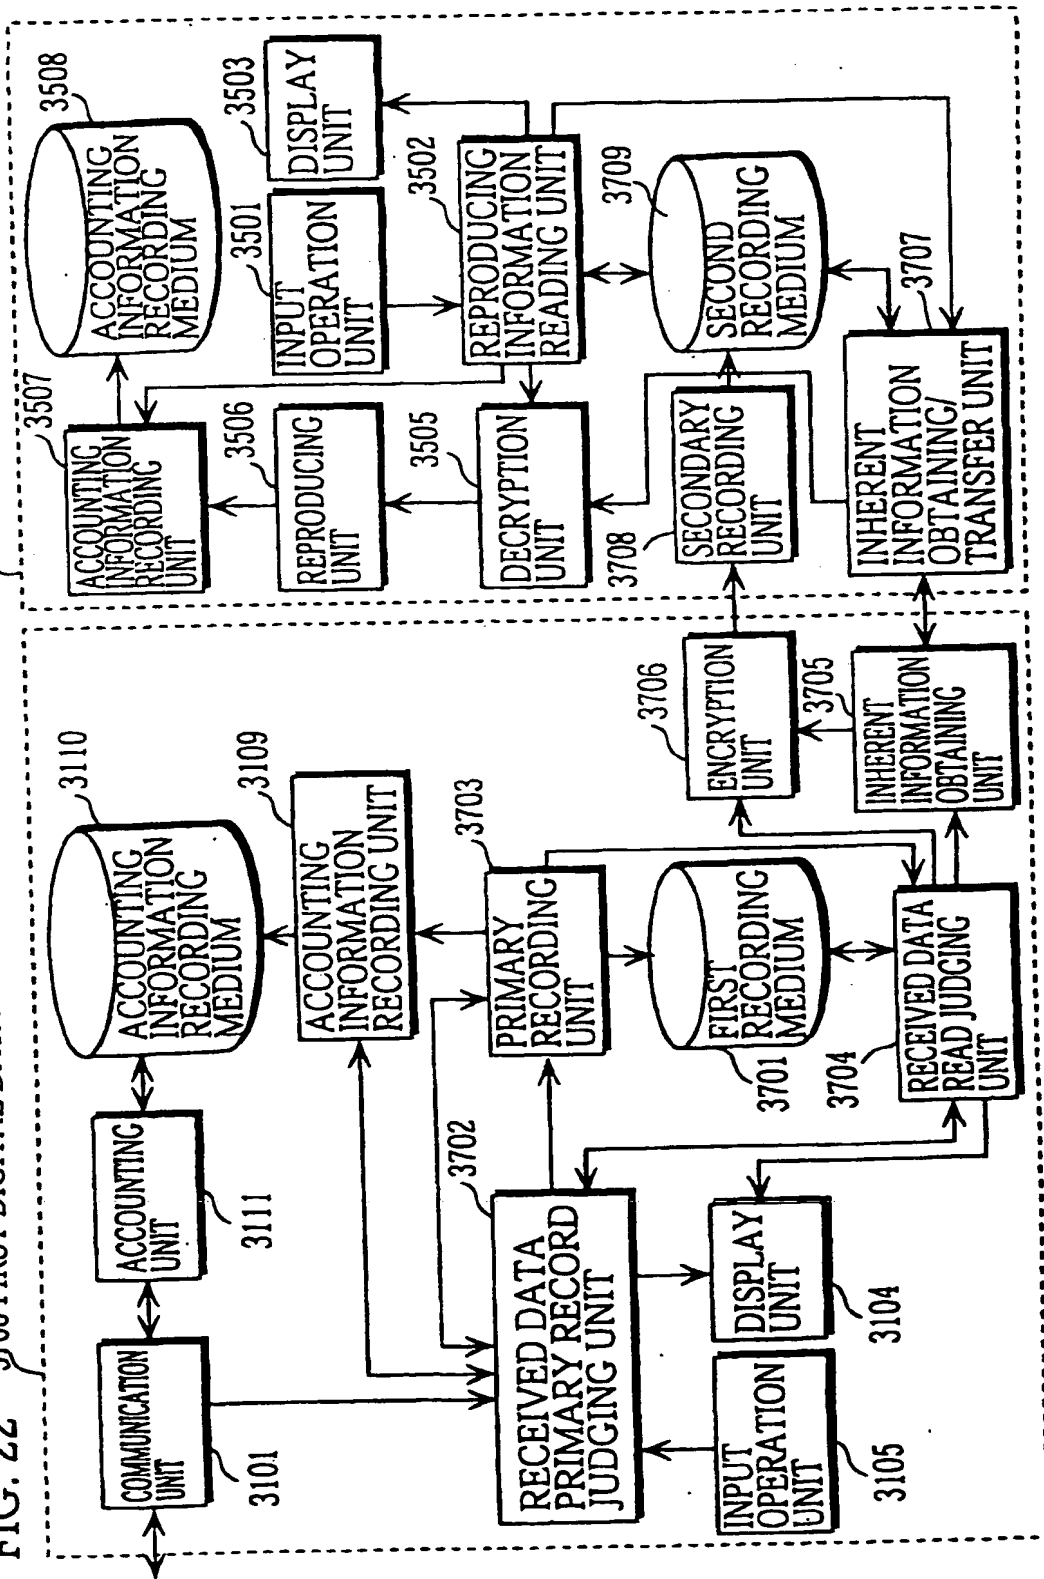 FIG. 22
3110
ACCOUNTING
INFORMATION
RECORDING
MEDIUM
ACCOUNTING
UNIT
3111
COMMUNICATION
UNIT
3101
3109
ACCOUNTING
INFORMATION
RECORDING UNIT
3702
RECEIVED DATA
PRIMARY RECORD
JUDGING UNIT
3703
PRIMARY
RECORDING
UNIT
FIRST
RECORDING
MEDIUM
3701
INPUT
OPERATION
UNIT
3105
DISPLAY
UNIT
3104
3704
RECEIVED DATA
READ JUDGING
UNIT
3706
ENCRYPTION
UNIT
3705
INHERENT
INFORMATION
OBTAINING
UNIT
3507
ACCOUNTING
INFORMATION
RECORDING
UNIT
3508
ACCOUNTING
INFORMATION
RECORDING
MEDIUM
3506
REPRODUCING
UNIT
3501
INPUT
OPERATION
UNIT
3503
DISPLAY
UNIT
3505
DECRYPTION
UNIT
3502
REPRODUCING
INFORMATION
READING UNIT
3708
SECONDARY
RECORDING
UNIT
3709
SECOND
RECORDING
MEDIUM
3707
INHERENT
INFORMATION
OBTAINING/
TRANSFER UNIT